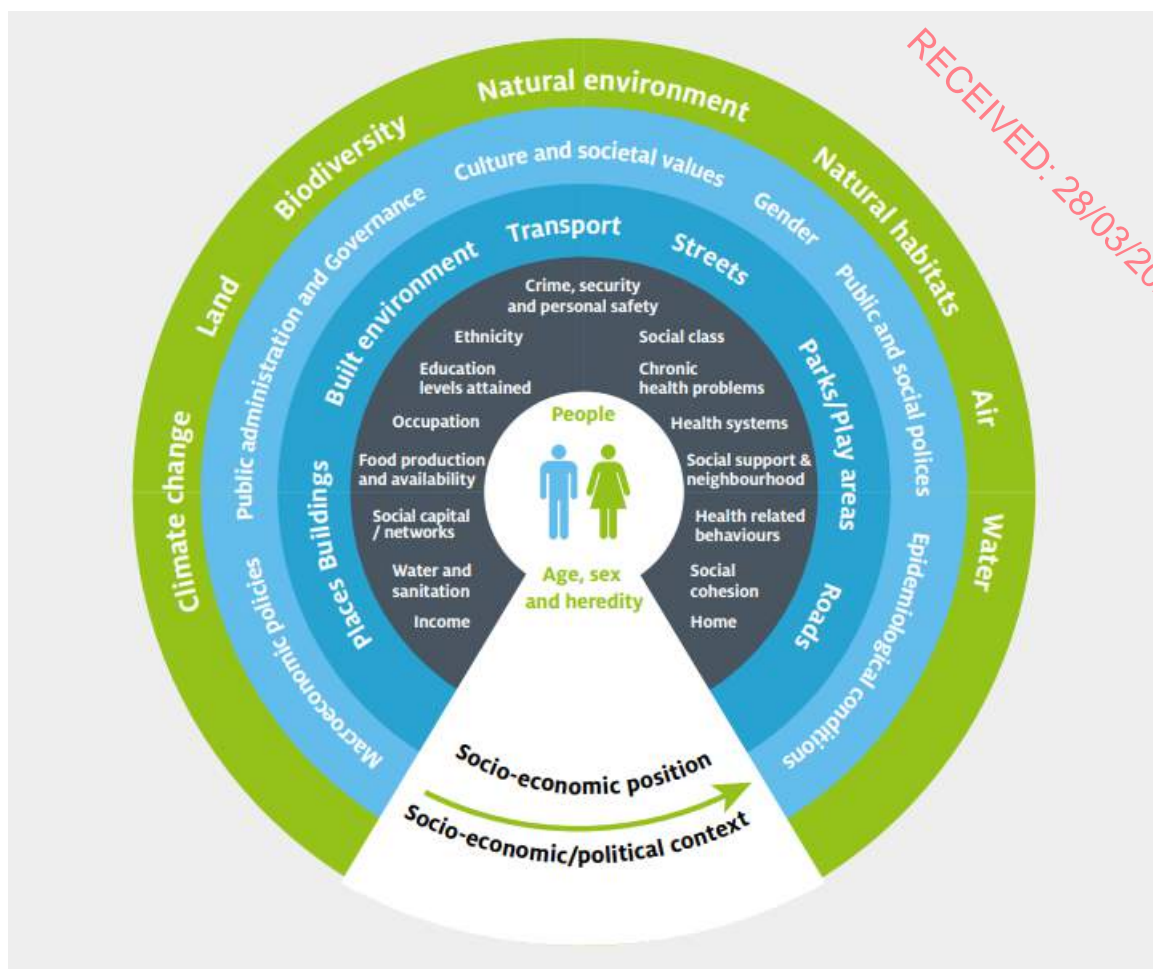 RECEIVED: 28/03/20
Natural environment
Biodiversity
Natural habitats
Land
Air
Climate change
Water
Culture and societal values
Public administration and Governance
Gender
Public and social polices
Macroeconomic policies
Epidemiological conditions
Transport
Built environment
Streets
Parks/Play areas
Buildings
Places
Roads
Crime, security
and personal safety
Ethnicity
Social class
Education
levels attained
Chronic
health problems
Occupation
Health systems
Food production
and availability
Social support &
neighbourhood
Social capital
/ networks
Health related
behaviours
Water and
sanitation
Social
cohesion
Income
Home
People
Age, sex
and heredity
Socio-economic position
Socio-economic/political context